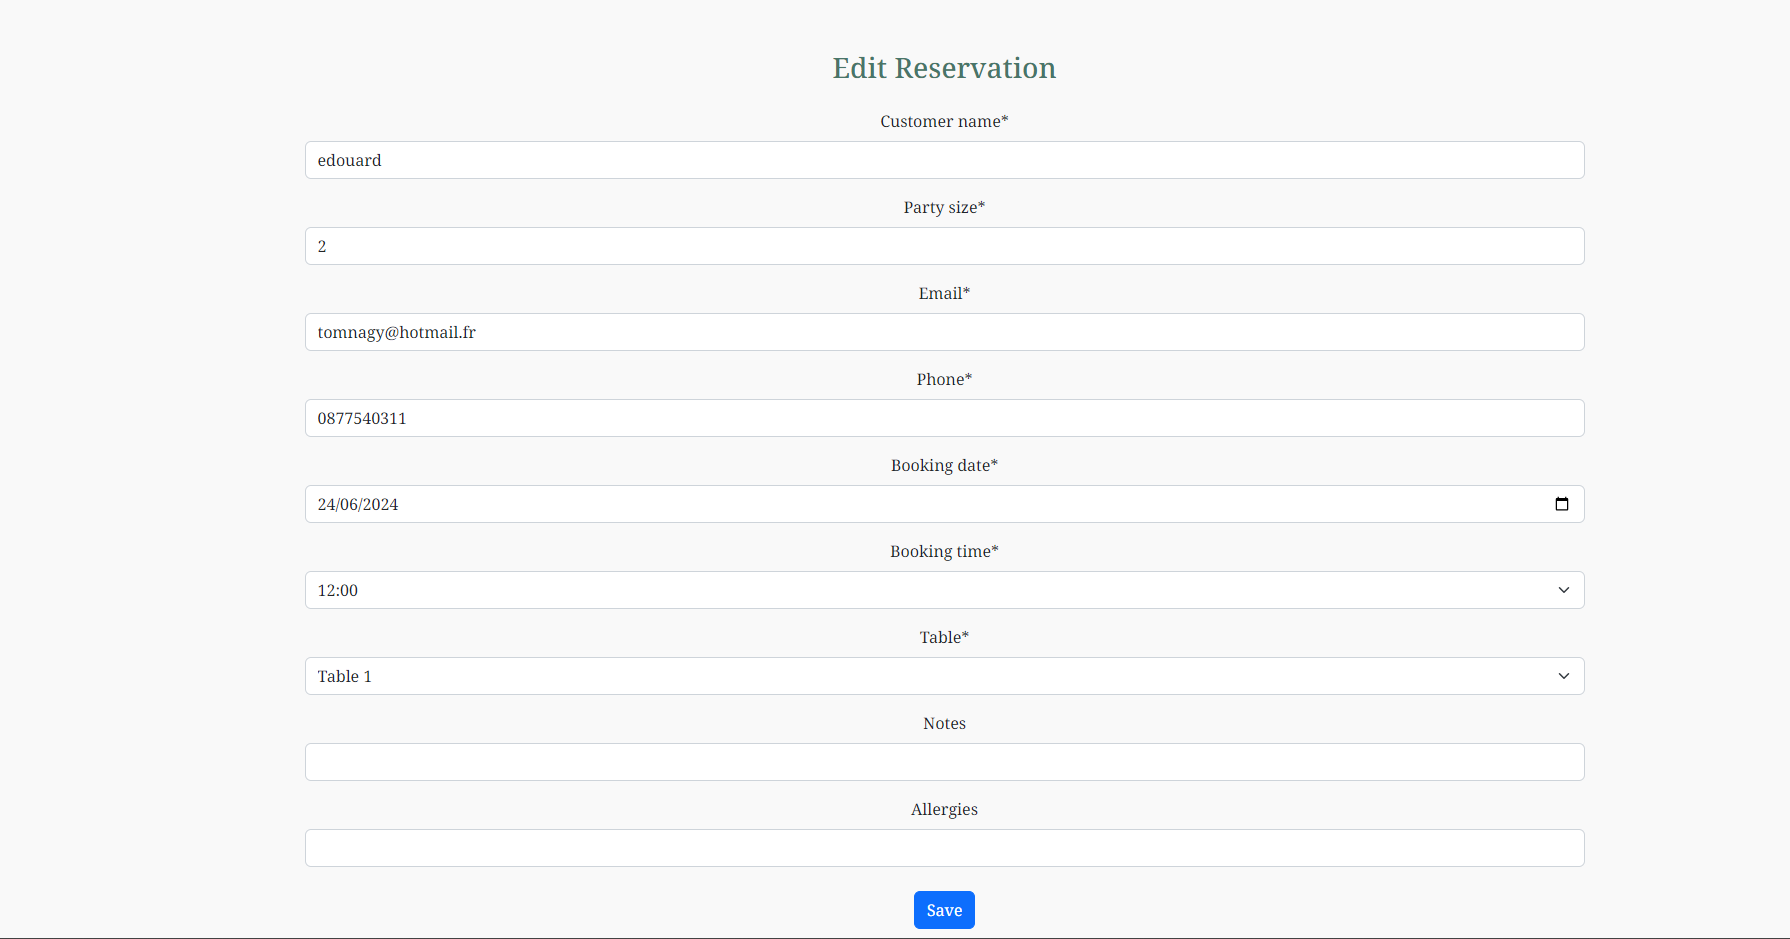 Edit Reservation
Customer name*
edouard
Party size*
2
Email*
tomnagy@hotmail.fr
Phone*
0877540311
Booking date*
24/06/2024
Booking time*
12:00
Table*
Table 1
Notes
Allergies
Save